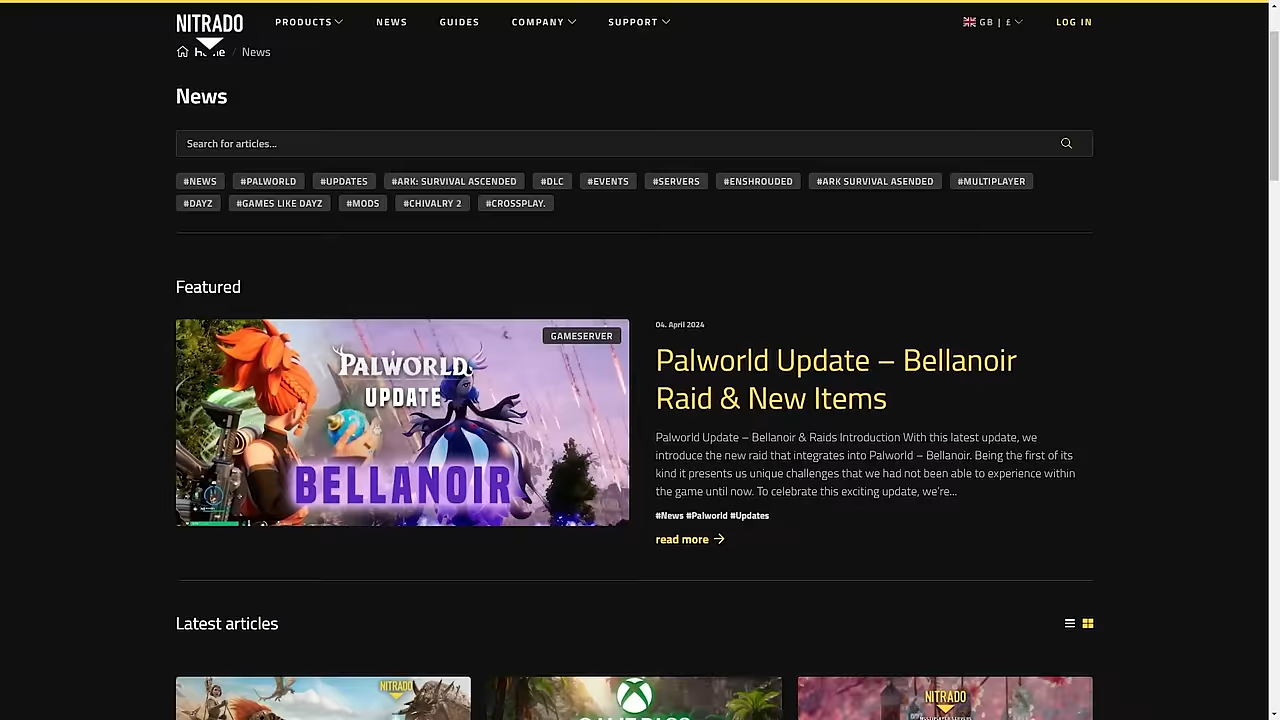 NITRADO PRODUCTS NEWS GUIDES COMPANY SUPPORT GB | £ LOG IN
Home / News
News
Search for articles...
#NEWS #PALWORLD #UPDATES #ARK: SURVIVAL ASCENDED #DLC #EVENTS #SERVERS #ENSHROUDED #ARK SURVIVAL ASENDED #MULTIPLAYER
#DAYZ #GAMES LIKE DAYZ #MODS #CHIVALRY 2 #CROSSPLAY.
Featured
GAMESERVER
PALWORLD
UPDATE
BELLANOIR
04. April 2024
Palworld Update – Bellanoir
Raid & New Items
Palworld Update – Bellanoir & Raids Introduction With this latest update, we
introduce the new raid that integrates into Palworld – Bellanoir. Being the first of its
kind it presents us unique challenges that we had not been able to experience within
the game until now. To celebrate this exciting update, we're...
#News #Palworld #Updates
read more
Latest articles
NITRADO
GAME PASS
NITRADO